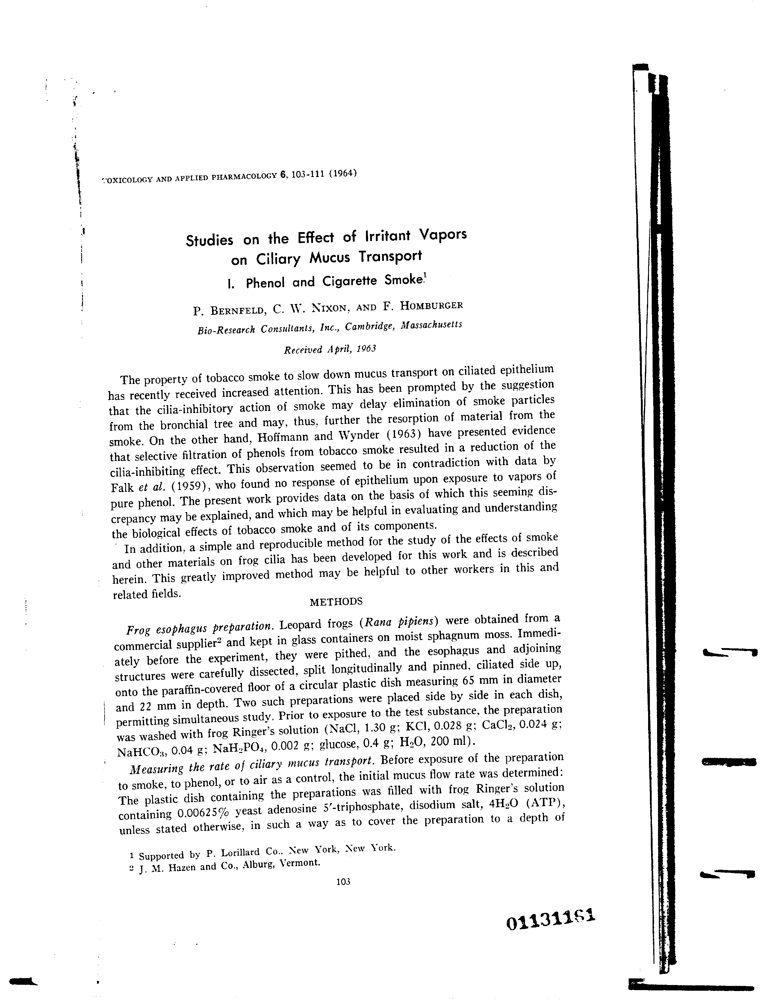 TOXICOLOGY AND APPLIED PHARMACOLOGY 6, 103-111 (1964)
Studies on the Effect of Irritant Vapors
on Ciliary Mucus Transport
I. Phenol and Cigarette Smoke¹
P. BERNFELD, C. W. NIXON, AND F. HOMBURGER
Bio-Research Consultants, Inc., Cambridge, Massachusetts
Received April, 1963
The property of tobacco smoke to slow down mucus transport on ciliated epithelium
has recently received increased attention. This has been prompted by the suggestion
that the cilia-inhibitory action of smoke may delay elimination of smoke particles
from the bronchial tree and may, thus, further the resorption of material from the
smoke. On the other hand, Hoffmann and Wynder (1963) have presented evidence
that selective filtration of phenols from tobacco smoke resulted in a reduction of the
cilia-inhibiting effect. This observation seemed to be in contradiction with data by
Falk et al. (1959), who found no response of epithelium upon exposure to vapors of
pure phenol. The present work provides data on the basis of which this seeming dis-
crepancy may be explained, and which may be helpful in evaluating and understanding
the biological effects of tobacco smoke and of its components.
In addition, a simple and reproducible method for the study of the effects of smoke
and other materials on frog cilia has been developed for this work and is described
herein. This greatly improved method may be helpful to other workers in this and
related fields.
METHODS
Frog esophagus preparation. Leopard frogs (Rana pipiens) were obtained from a
commercial supplier² and kept in glass containers on moist sphagnum moss. Immedi-
ately before the experiment, they were pithed, and the esophagus and adjoining
structures were carefully dissected, split longitudinally and pinned, ciliated side up,
onto the paraffin-covered floor of a circular plastic dish measuring 65 mm in diameter
and 22 mm in depth. Two such preparations were placed side by side in each dish,
permitting simultaneous study. Prior to exposure to the test substance, the preparation
was washed with frog Ringer's solution (NaCl, 1.30 g; KCl, 0.028 g; CaCl₂, 0.024 g;
NaHCO₃, 0.04 g; NaH₂PO₄, 0.002 g; glucose, 0.4 g; H₂O, 200 ml).
Measuring the rate of ciliary mucus transport. Before exposure of the preparation
to smoke, to phenol, or to air as a control, the initial mucus flow rate was determined:
The plastic dish containing the preparations was filled with frog Ringer's solution
containing 0.00625% yeast adenosine 5′-triphosphate, disodium salt, 4H₂O (ATP),
unless stated otherwise, in such a way as to cover the preparation to a depth of
¹ Supported by P. Lorillard Co., New York, New York.
² J. M. Hazen and Co., Alburg, Vermont.
103
01131161